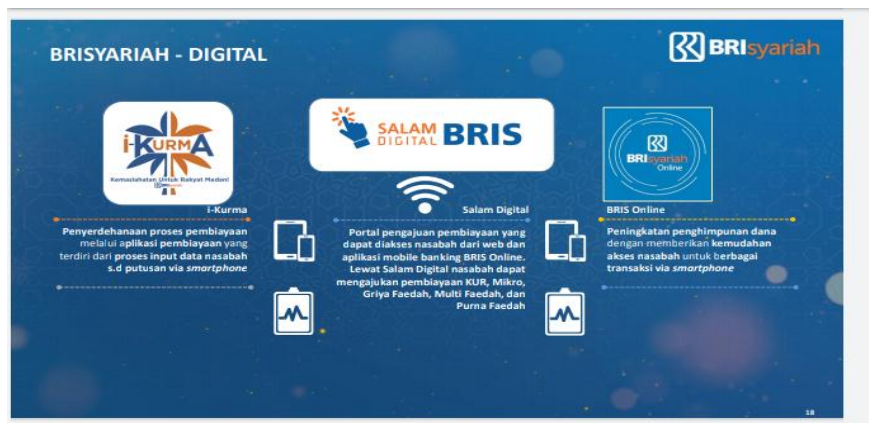 BRISYARIAH - DIGITAL
BRIsyariah
i-KURMA
Kemaslahatan Untuk Rakyat Madani
SALAM
DIGITAL BRIS
BRIsyariah
Online
i-Kurma
Penyerdehanaan proses pembiayaan
melalui aplikasi pembiayaan yang
terdiri dari proses input data nasabah
s.d putusan via smartphone
Salam Digital
Portal pengajuan pembiayaan yang
dapat diakses nasabah dari web dan
aplikasi mobile banking BRIS Online.
Lewat Salam Digital nasabah dapat
mengajukan pembiayaan KUR, Mikro,
Griya Faedah, Multi Faedah, dan
Purna Faedah
BRIS Online
Peningkatan penghimpunan dana
dengan memberikan kemudahan
akses nasabah untuk berbagai
transaksi via smartphone
18